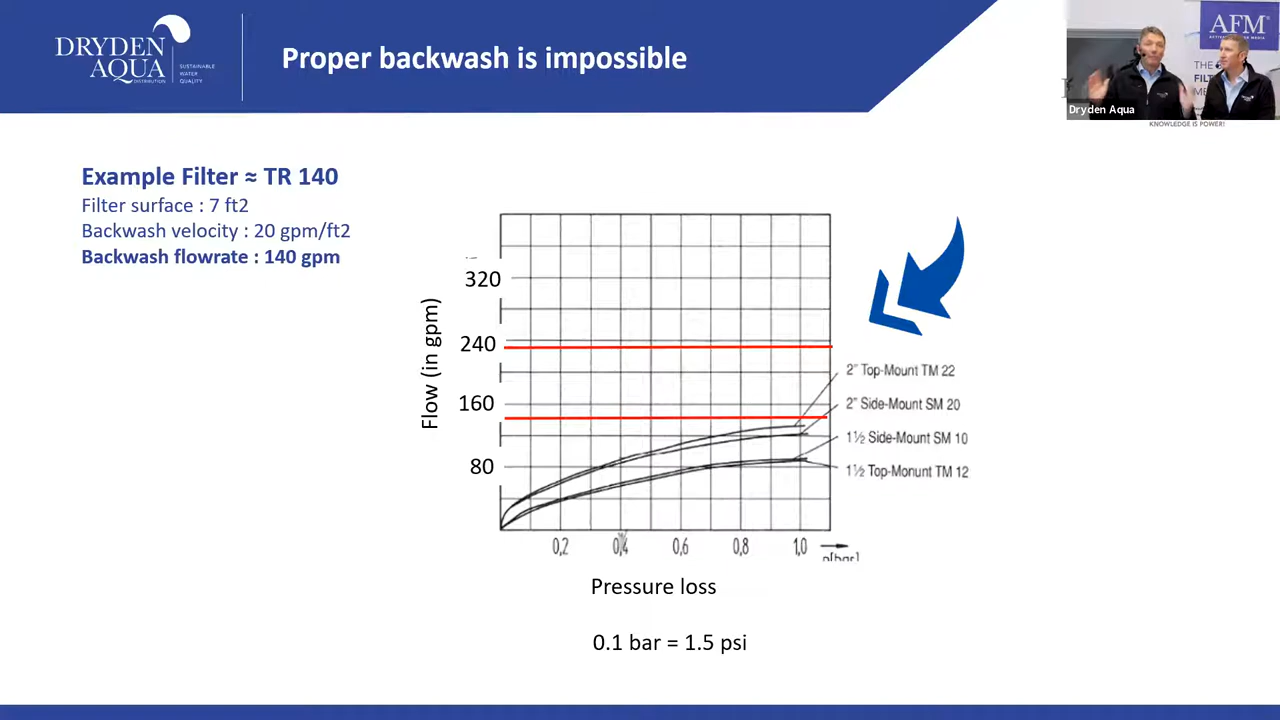 DRYDEN
AQUA
DISTRIBUTION
SUSTAINABLE
WATER
QUALITY
Proper backwash is impossible
AFM
THE
FILT
ME
Dryden Aqua
KNOWLEDGE IS POWER!
Example Filter ≈ TR 140
Filter surface : 7 ft2
Backwash velocity : 20 gpm/ft2
Backwash flowrate : 140 gpm
Flow (in gpm)
320
240
160
80
2" Top-Mount TM 22
2" Side-Mount SM 20
1½ Side-Mount SM 10
1½ Top-Monunt TM 12
0,2 0,4 0,6 0,8 1,0
p[bar]
Pressure loss
0.1 bar = 1.5 psi